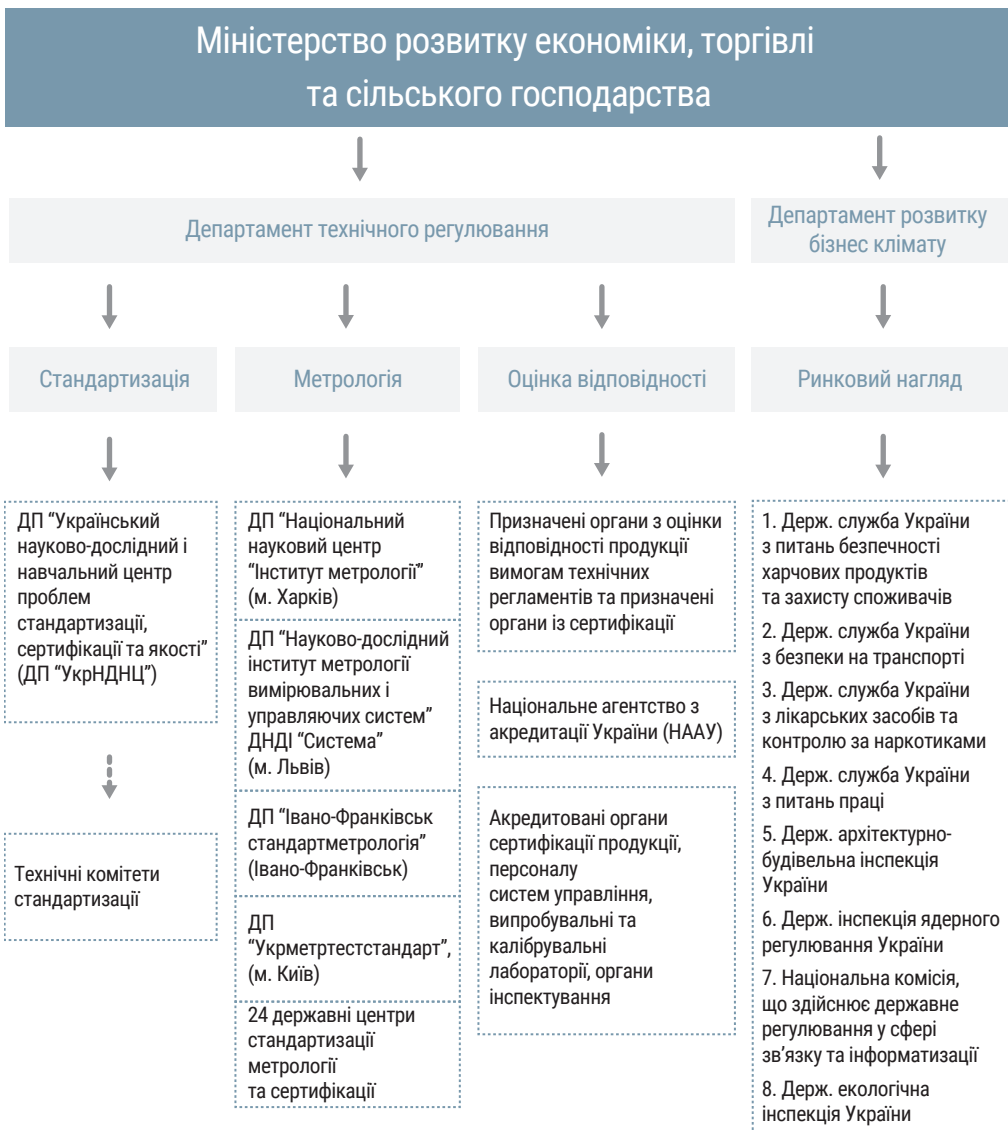 Міністерство розвитку економіки, торгівлі
та сільського господарства
Департамент технічного регулювання
Департамент розвитку
бізнес клімату
Стандартизація
Метрологія
Оцінка відповідності
Ринковий нагляд
ДП “Український
науково-дослідний і
навчальний центр
проблем
стандартизації,
сертифікації та якості”
(ДП “УкрНДНЦ”)
Технічні комітети
стандартизації
ДП “Національний
науковий центр
“Інститут метрології”
(м. Харків)
ДП “Науково-дослідний
інститут метрології
вимірювальних і
управляючих систем”
ДНДІ “Система”
(м. Львів)
ДП “Івано-Франківськ
стандартметрологія”
(Івано-Франківськ)
ДП
“Укрметртестстандарт”,
(м. Київ)
24 державні центри
стандартизації
метрології
та сертифікації
Призначені органи з оцінки
відповідності продукції
вимогам технічних
регламентів та призначені
органи із сертифікації
Національне агентство з
акредитації України (НААУ)
Акредитовані органи
сертифікації продукції,
персоналу
систем управління,
випробувальні та
калібрувальні
лабораторії, органи
інспектування
1. Держ. служба України
з питань безпечності
харчових продуктів
та захисту споживачів
2. Держ. служба України
з безпеки на транспорті
3. Держ. служба України
з лікарських засобів та
контролю за наркотиками
4. Держ. служба України
з питань праці
5. Держ. архітектурно-
будівельна інспекція
України
6. Держ. інспекція ядерного
регулювання України
7. Національна комісія,
що здійснює державне
регулювання у сфері
зв’язку та інформатизації
8. Держ. екологічна
інспекція України